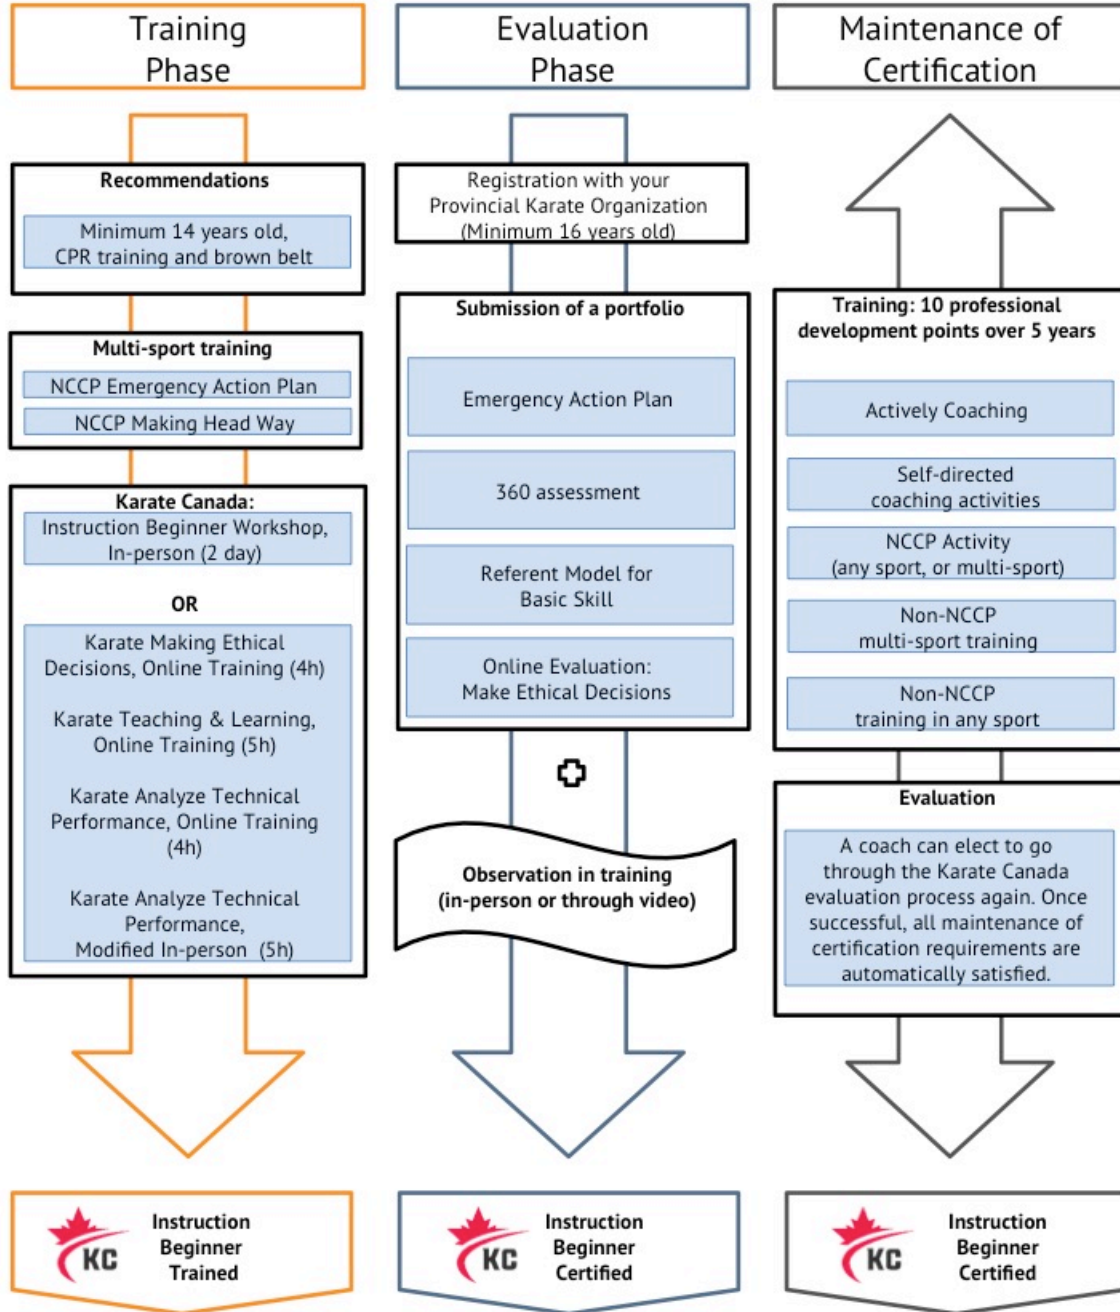 Training
Phase
Recommendations
Minimum 14 years old,
CPR training and brown belt
Multi-sport training
NCCP Emergency Action Plan
NCCP Making Head Way
Karate Canada:
Instruction Beginner Workshop,
In-person (2 day)
OR
Karate Making Ethical
Decisions, Online Training (4h)
Karate Teaching & Learning,
Online Training (5h)
Karate Analyze Technical
Performance, Online Training
(4h)
Karate Analyze Technical
Performance,
Modified In-person (5h)
KC
Instruction
Beginner
Trained
Evaluation
Phase
Registration with your
Provincial Karate Organization
(Minimum 16 years old)
Submission of a portfolio
Emergency Action Plan
360 assessment
Referent Model for
Basic Skill
Online Evaluation:
Make Ethical Decisions
Observation in training
(in-person or through video)
KC
Instruction
Beginner
Certified
Maintenance of
Certification
Training: 10 professional
development points over 5 years
Actively Coaching
Self-directed
coaching activities
NCCP Activity
(any sport, or multi-sport)
Non-NCCP
multi-sport training
Non-NCCP
training in any sport
Evaluation
A coach can elect to go
through the Karate Canada
evaluation process again. Once
successful, all maintenance of
certification requirements are
automatically satisfied.
KC
Instruction
Beginner
Certified